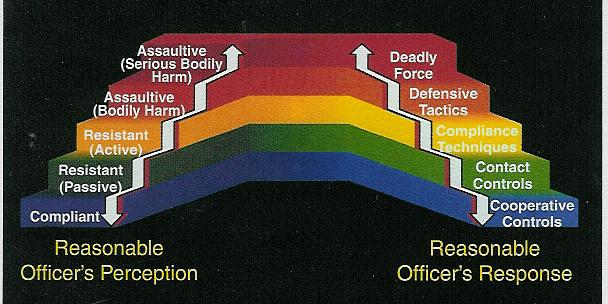 Assaultive
(Serious Bodily
Harm)
Assaultive
(Bodily Harm)
Resistant
(Active)
Resistant
(Passive)
Compliant
Reasonable
Officer's Perception
Deadly
Force
Defensive
Tactics
Compliance
Techniques
Contact
Controls
Cooperative
Controls
Reasonable
Officer's Response